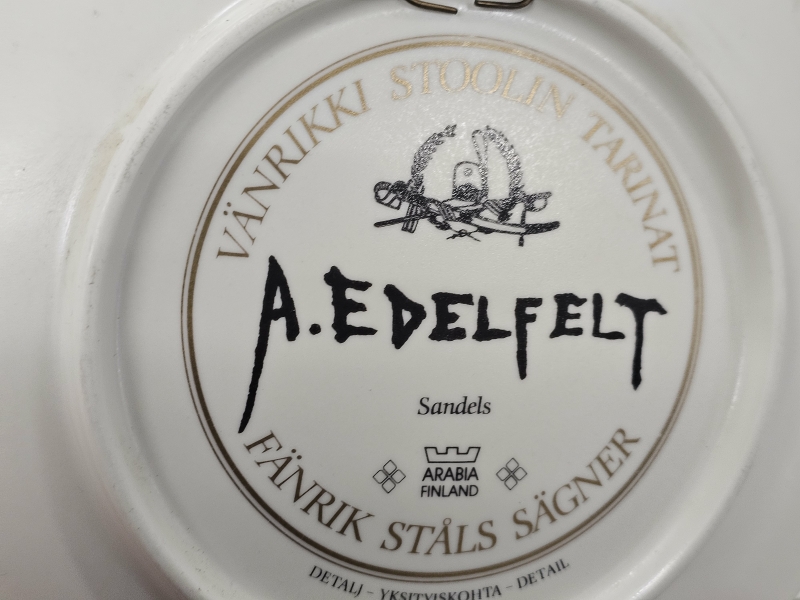 VÄNRIKKI STOOLIN TARINAT
A. EDELFELT
Sandels
ARABIA
FINLAND
FÄNRIK STÅLS SÄGNER
DETALJ – YKSITYISKOHTA – DETAIL